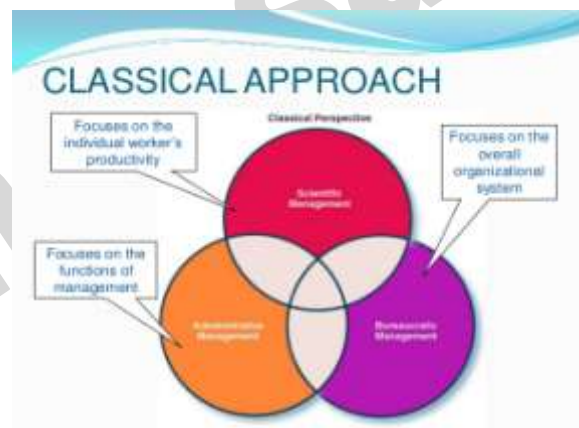 CLASSICAL APPROACH
Classical Perspective
Focuses on the
individual worker's
productivity
Focuses on the
overall
organizational
system
Scientific
Management
Focuses on the
functions of
management
Administrative
Management
Bureaucratic
Management